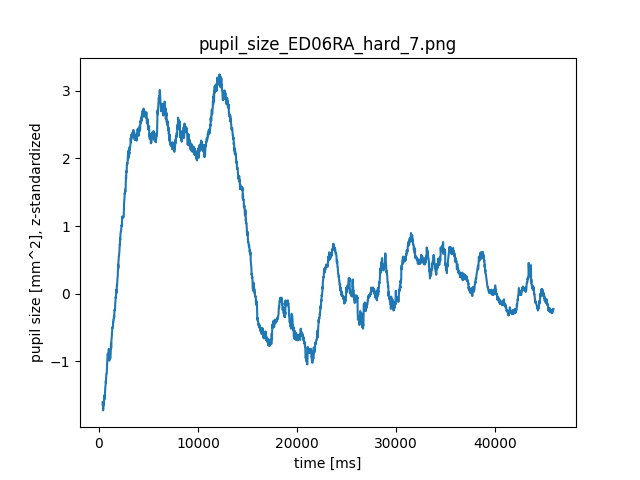 pupil_size_ED06RA_hard_7.png
3
2
1
0
−1
pupil size [mm^2], z-standardized
0 10000 20000 30000 40000
time [ms]